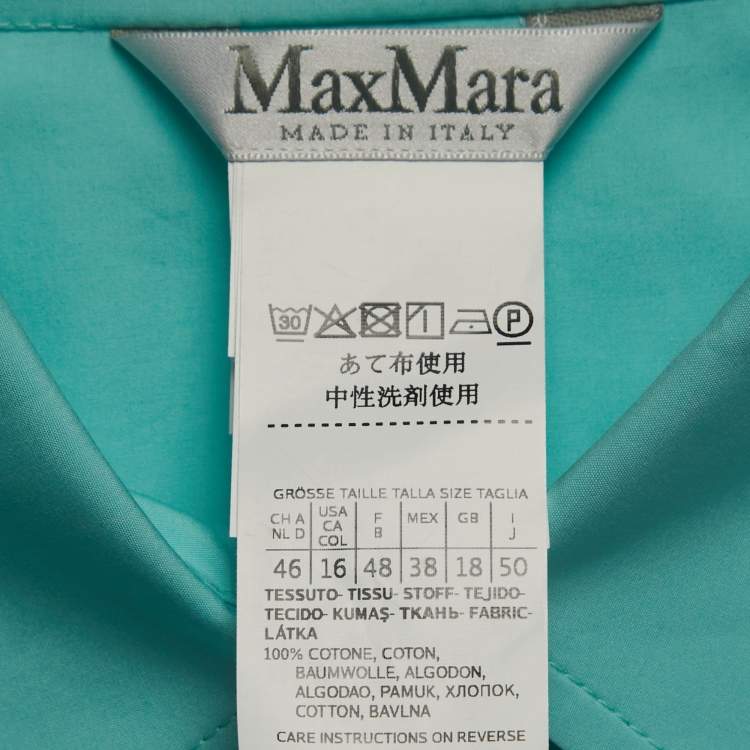 MaxMara
MADE IN ITALY
30 P
あて布使用
中性洗剤使用
GRÖSSE TAILLE TALLA SIZE TAGLIA
CH A NL D USA CA COL F B MEX GB I J
46 16 48 38 18 50
TESSUTO- TISSU- STOFF- TEJIDO-
TECIDO- KUMAŞ- ТКАНЬ- FABRIC-
LÁTKA
100% COTONE, COTON,
BAUMWOLLE, ALGODON,
ALGODAO, PAMUK, ХЛОПОК,
COTTON, BAVLNA
CARE INSTRUCTIONS ON REVERSE